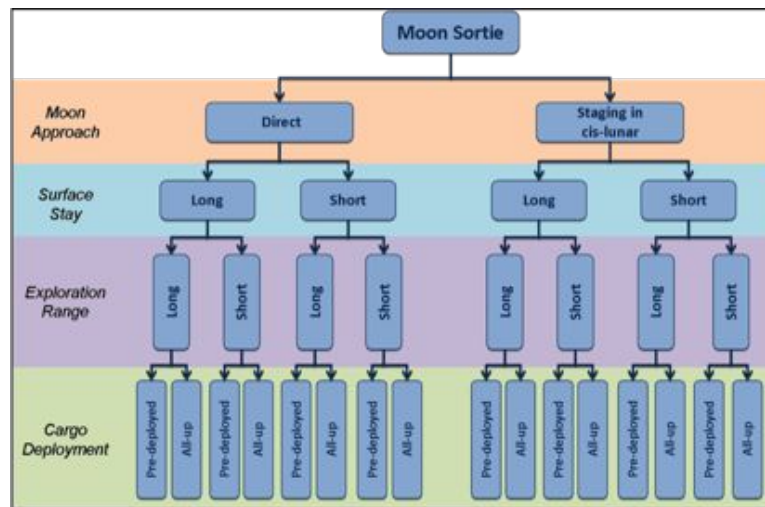 Moon Sortie
Moon
Approach
Direct
Staging in
cis-lunar
Surface
Stay
Long
Short
Long
Short
Exploration
Range
Long
Short
Long
Short
Long
Short
Long
Short
Cargo
Deployment
Pre-deployed
All-up
Pre-deployed
All-up
Pre-deployed
All-up
Pre-deployed
All-up
Pre-deployed
All-up
Pre-deployed
All-up
Pre-deployed
All-up
Pre-deployed
All-up